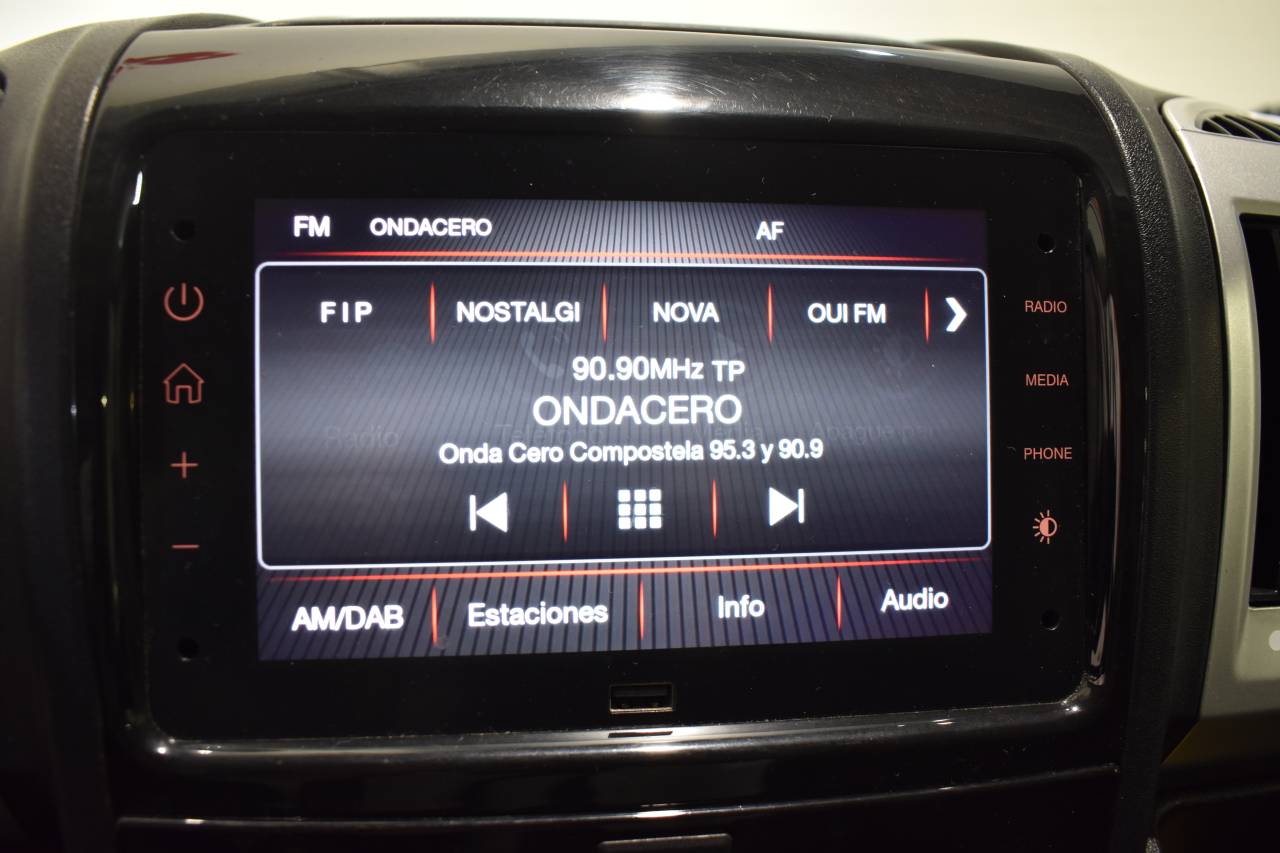 FM ONDACERO AF
FIP NOSTALGI NOVA OUI FM
90.90MHz TP
ONDACERO
Onda Cero Compostela 95.3 y 90.9
AM/DAB Estaciones Info Audio
RADIO
MEDIA
PHONE